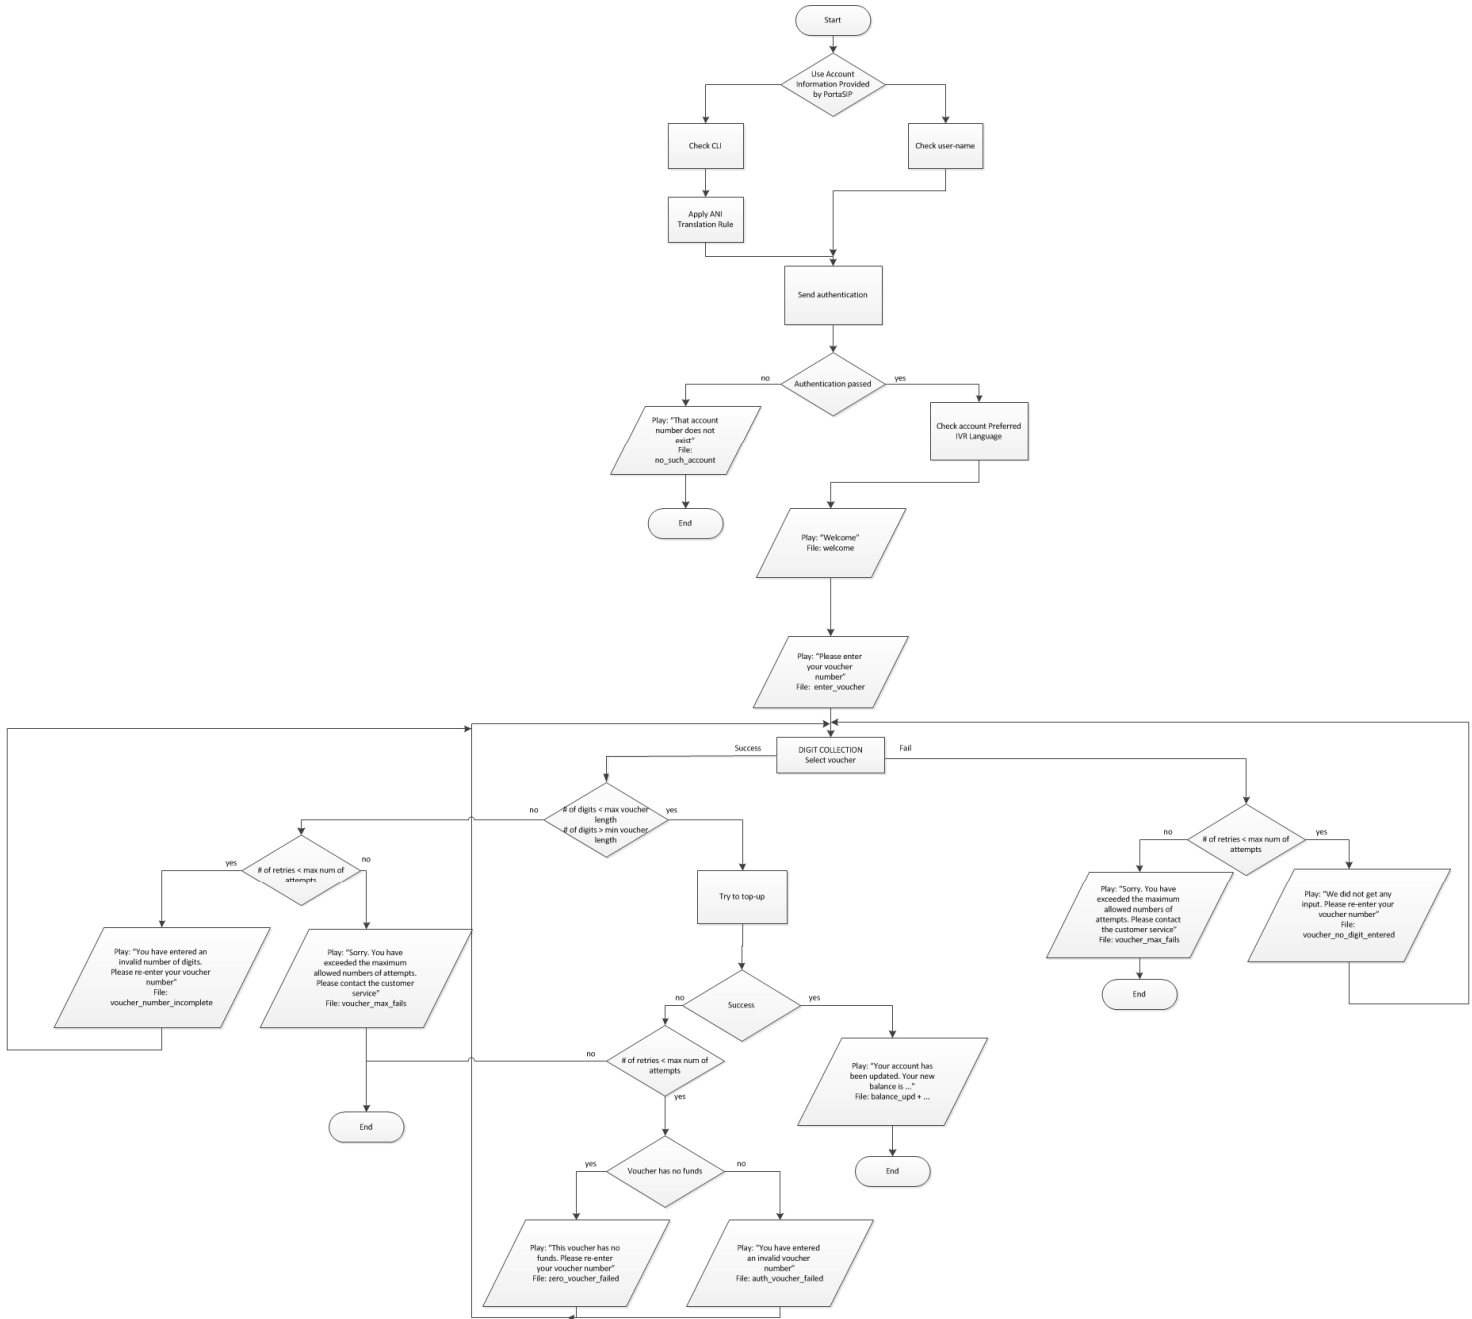 Start
Use Account
Information Provided
by PortaSIP
Check CLI
Check user-name
Apply ANI
Translation Rule
Send authentication
no
Authentication passed
yes
Play: “That account
number does not
exist”
File:
no_such_account
Check account Preferred
IVR Language
End
Play: “Welcome”
File: welcome
Play: “Please enter
your voucher
number”
File: enter_voucher
Success
DIGIT COLLECTION
Select voucher
Fail
no
# of digits < max voucher
length
# of digits > min voucher
length
yes
no
# of retries < max num of
attempts
yes
yes
# of retries < max num of
attempts
no
Try to top-up
Play: “Sorry. You have
exceeded the maximum
allowed numbers of
attempts. Please contact
the customer service”
File: voucher_max_fails
Play: “We did not get any
input. Please re-enter your
voucher number”
File:
voucher_no_digit_entered
Play: “You have entered an
invalid number of digits.
Please re-enter your voucher
number”
File:
voucher_number_incomplete
Play: “Sorry. You have
exceeded the maximum
allowed numbers of attempts.
Please contact the customer
service”
File: voucher_max_fails
End
no
Success
yes
no
# of retries < max num of
attempts
yes
Play: “Your account has
been updated. Your new
balance is ...”
File: balance_upd + ...
End
yes
Voucher has no funds
no
End
Play: “This voucher has no
funds. Please re-enter
your voucher number”
File: zero_voucher_failed
Play: “You have entered
an invalid voucher
number”
File: auth_voucher_failed